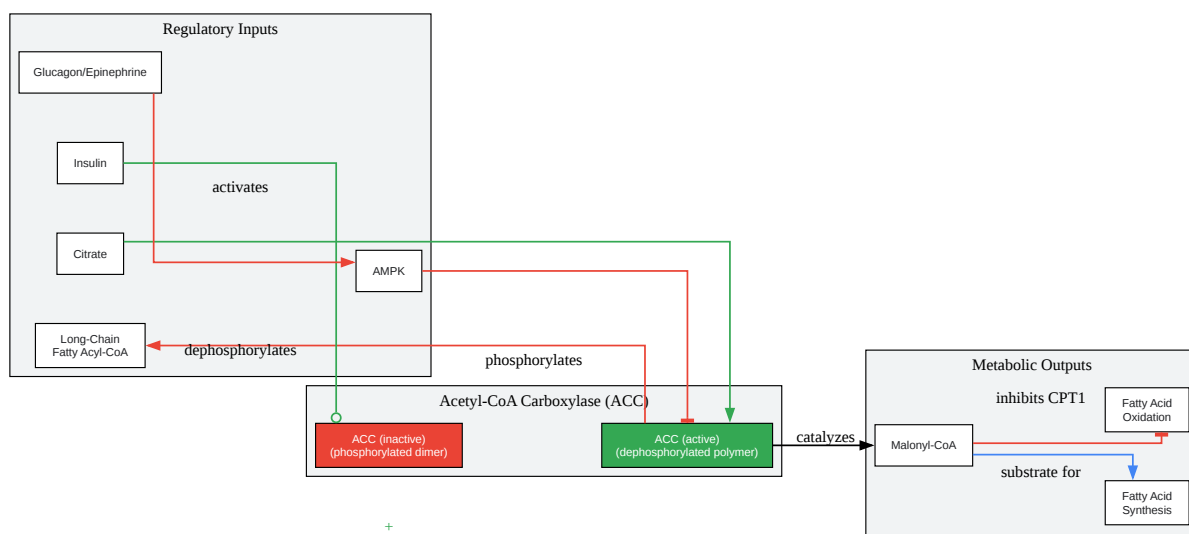 Regulatory Inputs
Glucagon/Epinephrine
Insulin
activates
Citrate
AMPK
Long-Chain
Fatty Acyl-CoA
dephosphorylates
phosphorylates
Acetyl-CoA Carboxylase (ACC)
ACC (inactive)
(phosphorylated dimer)
ACC (active)
(dephosphorylated polymer)
catalyzes
Metabolic Outputs
inhibits CPT1
Fatty Acid
Oxidation
Malonyl-CoA
substrate for
Fatty Acid
Synthesis
+